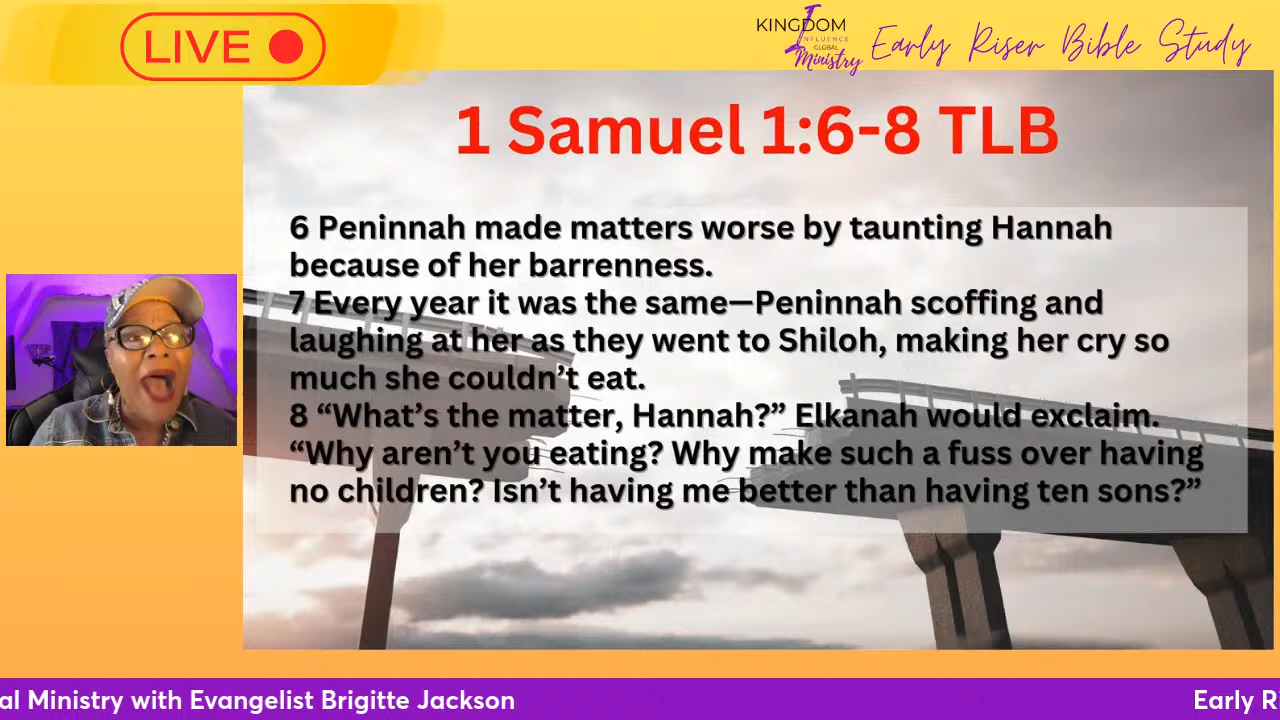 LIVE
KINGDOM
INFLUENCE
GLOBAL
Ministry
Early Riser Bible Study
1 Samuel 1:6-8 TLB
6 Peninnah made matters worse by taunting Hannah
because of her barrenness.
7 Every year it was the same—Peninnah scoffing and
laughing at her as they went to Shiloh, making her cry so
much she couldn’t eat.
8 “What’s the matter, Hannah?” Elkanah would exclaim.
“Why aren’t you eating? Why make such a fuss over having
no children? Isn’t having me better than having ten sons?”
al Ministry with Evangelist Brigitte Jackson
Early R